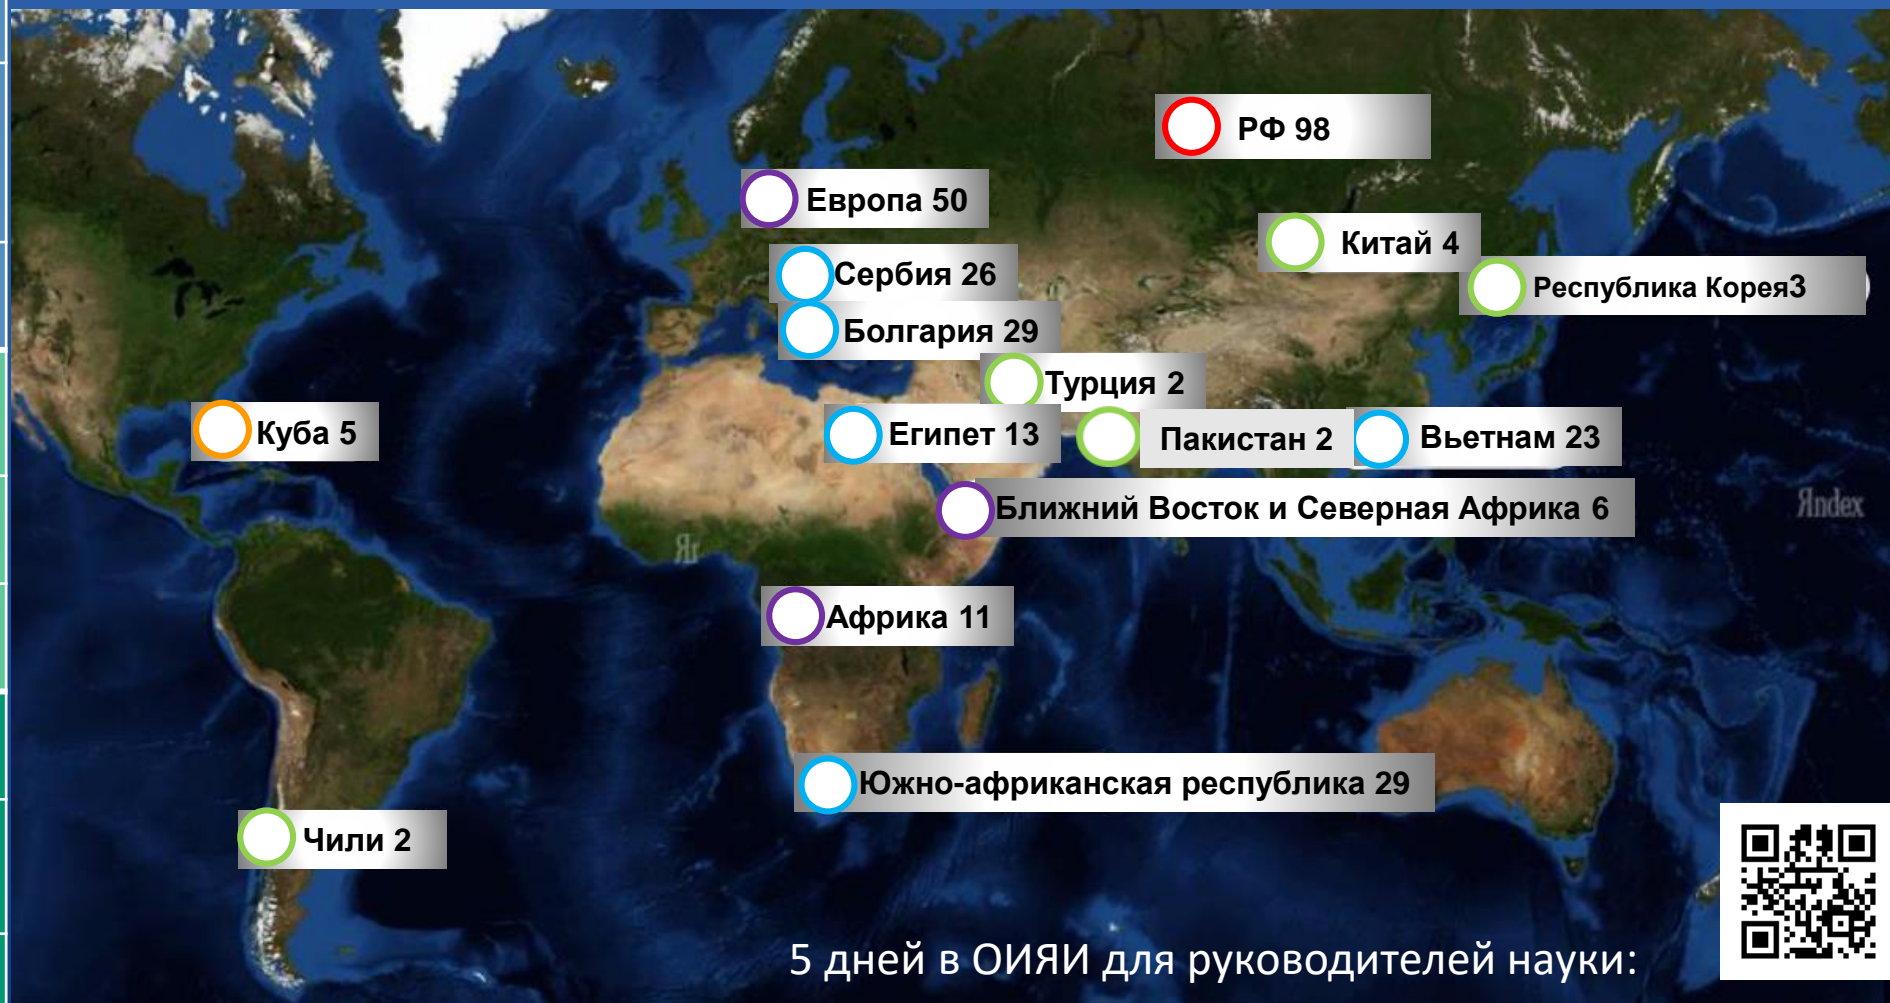 РФ 98
Европа 50
Китай 4
Сербия 26
Республика Корея3
Болгария 29
Турция 2
Куба 5
Египет 13
Пакистан 2
Вьетнам 23
Ближний Восток и Северная Африка 6
Яndex
Яr
Африка 11
Южно-африканская республика 29
Чили 2
5 дней в ОИЯИ для руководителей науки: